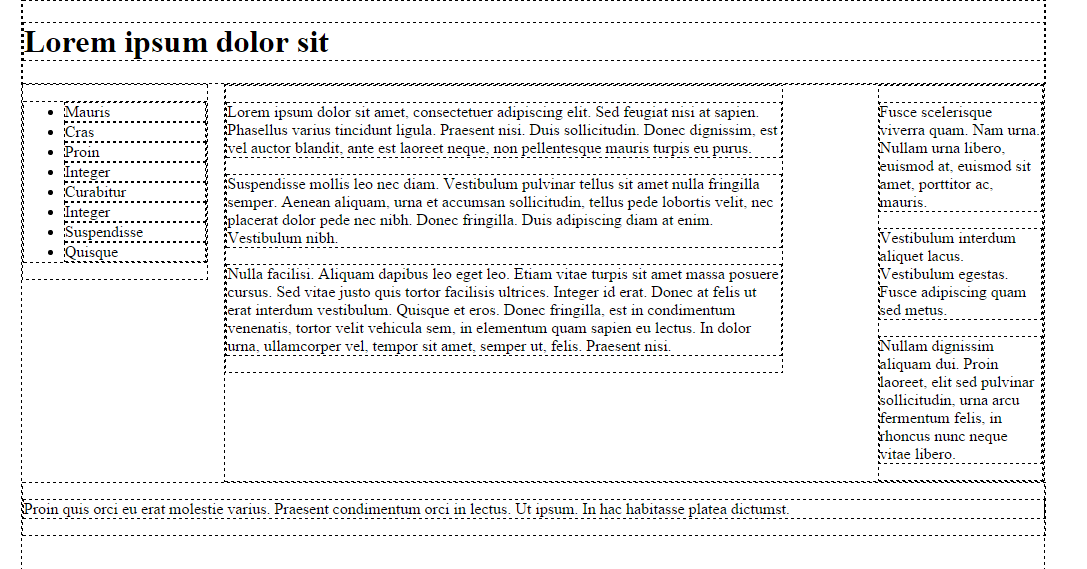 Lorem ipsum dolor sit
Mauris
Cras
Proin
Integer
Curabitur
Integer
Suspendisse
Quisque
Lorem ipsum dolor sit amet, consectetuer adipiscing elit. Sed feugiat nisi at sapien.
Phasellus varius tincidunt ligula. Praesent nisi. Duis sollicitudin. Donec dignissim, est
vel auctor blandit, ante est laoreet neque, non pellentesque mauris turpis eu purus.
Suspendisse mollis leo nec diam. Vestibulum pulvinar tellus sit amet nulla fringilla
semper. Aenean aliquam, urna et accumsan sollicitudin, tellus pede lobortis velit, nec
placerat dolor pede nec nibh. Donec fringilla. Duis adipiscing diam at enim.
Vestibulum nibh.
Nulla facilisi. Aliquam dapibus leo eget leo. Etiam vitae turpis sit amet massa posuere
cursus. Sed vitae justo quis tortor facilisis ultrices. Integer id erat. Donec at felis ut
erat interdum vestibulum. Quisque et eros. Donec fringilla, est in condimentum
venenatis, tortor velit vehicula sem, in elementum quam sapien eu lectus. In dolor
urna, ullamcorper vel, tempor sit amet, semper ut, felis. Praesent nisi.
Fusce scelerisque
viverra quam. Nam urna.
Nullam urna libero,
euismod at, euismod sit
amet, porttitor ac,
mauris.
Vestibulum interdum
aliquet lacus.
Vestibulum egestas.
Fusce adipiscing quam
sed metus.
Nullam dignissim
aliquam dui. Proin
laoreet, elit sed pulvinar
sollicitudin, urna arcu
fermentum felis, in
rhoncus nunc neque
vitae libero.
Proin quis orci eu erat molestie varius. Praesent condimentum orci in lectus. Ut ipsum. In hac habitasse platea dictumst.